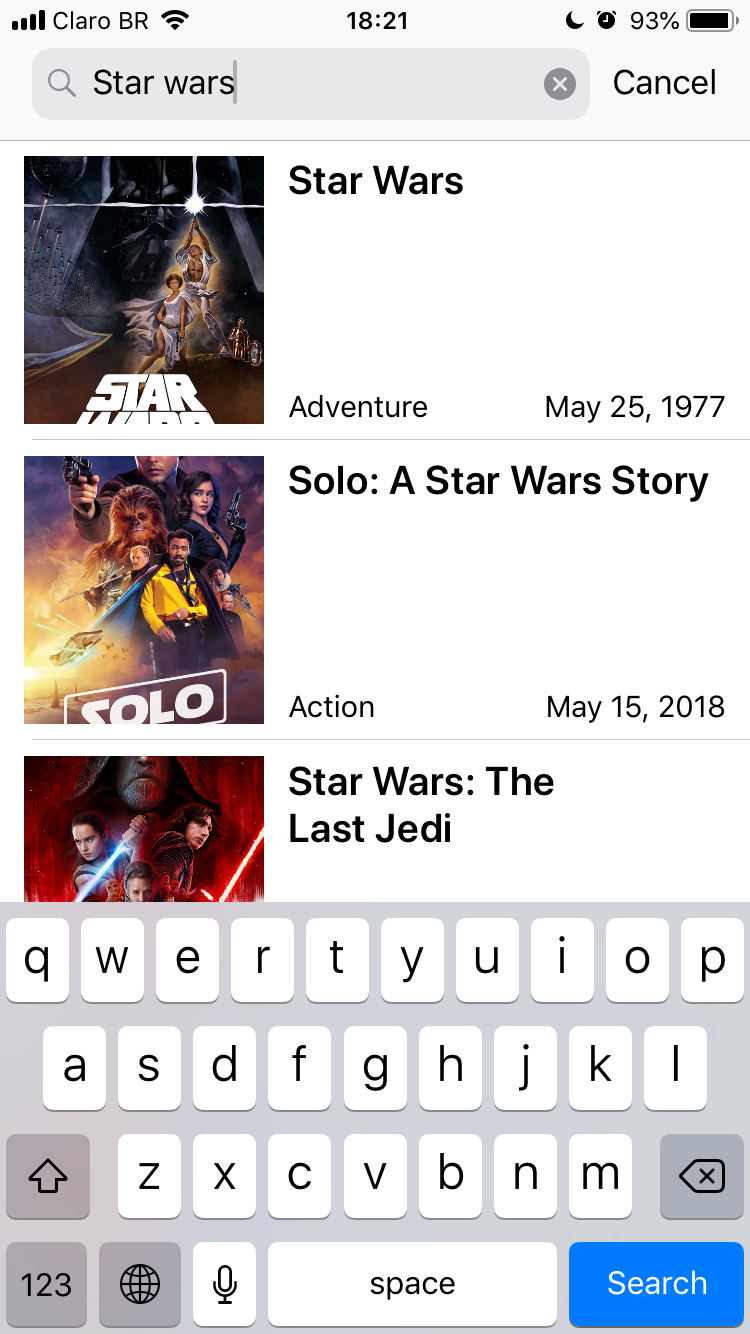 Claro BR 18:21 93%
Star wars Cancel
Star Wars
STAR
WARS
Adventure May 25, 1977
Solo: A Star Wars Story
SOLO
Action May 15, 2018
Star Wars: The
Last Jedi
q w e r t y u i o p
a s d f g h j k l
z x c v b n m
123 space Search